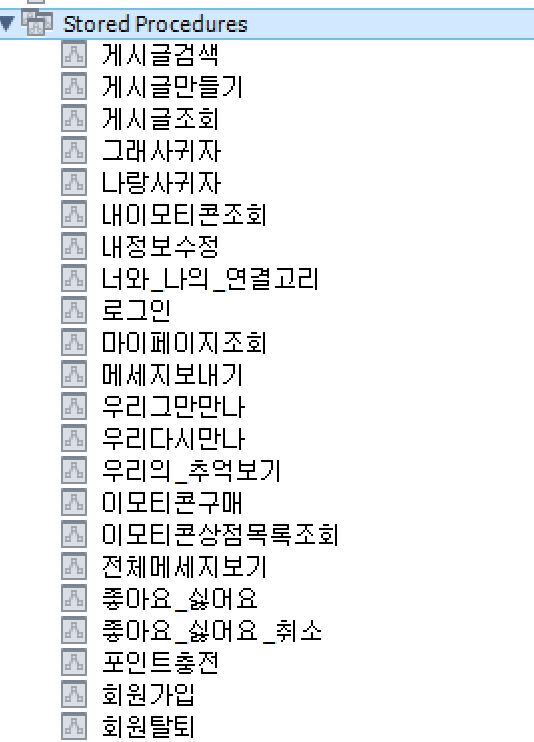 Stored Procedures
게시글검색
게시글만들기
게시글조회
그래사귀자
나랑사귀자
내이모티콘조회
내정보수정
너와_나의_연결고리
로그인
마이페이지조회
메세지보내기
우리그만만나
우리다시만나
우리의_추억보기
이모티콘구매
이모티콘상점목록조회
전체메세지보기
좋아요_싫어요
좋아요_싫어요_취소
포인트충전
회원가입
회원탈퇴